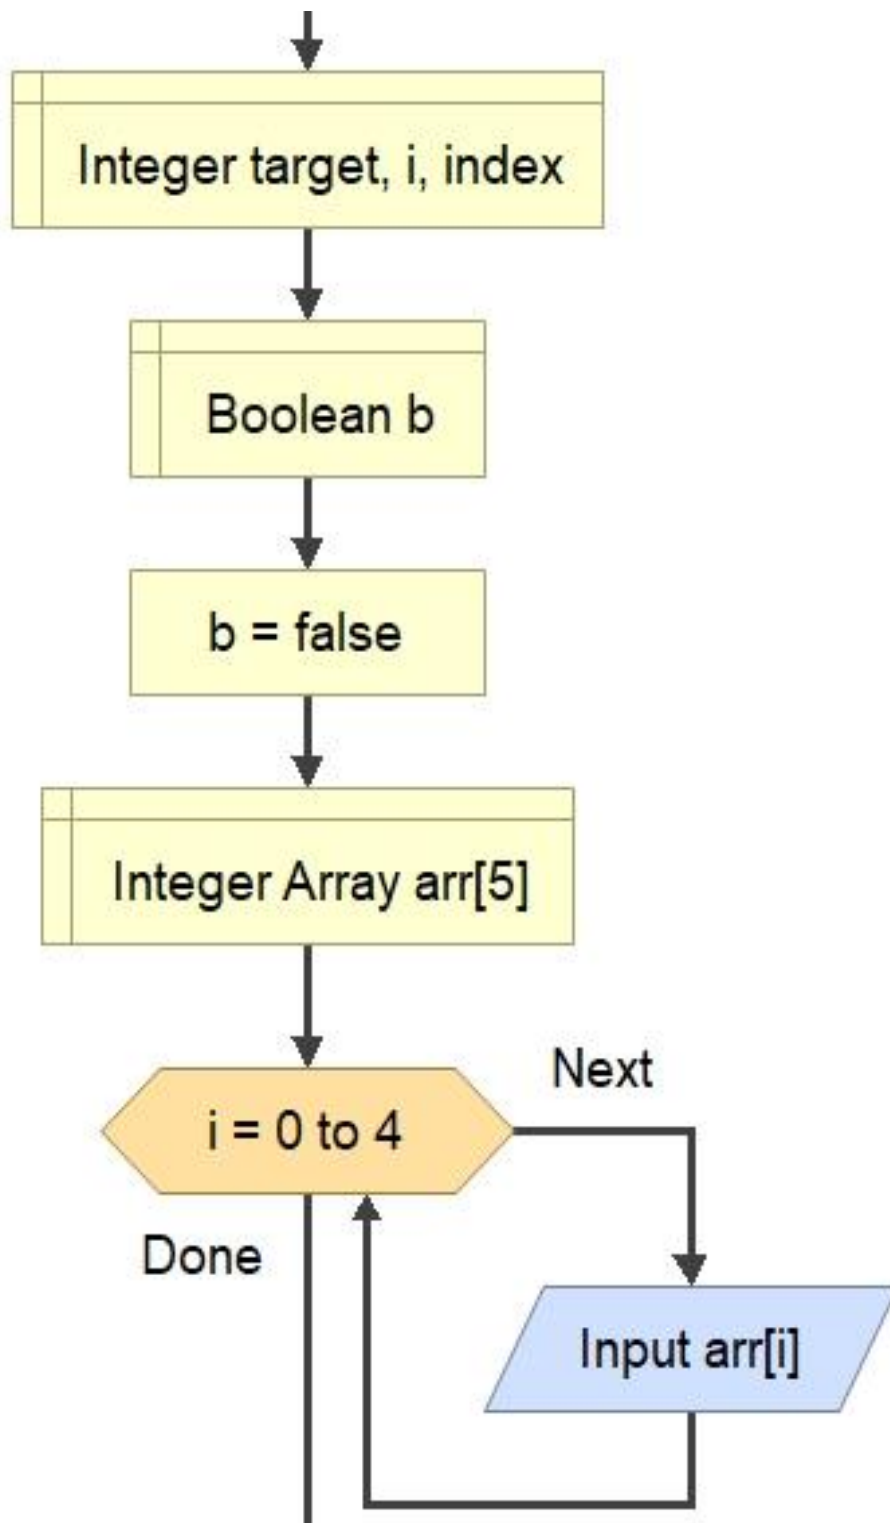 Integer target, i, index
Boolean b
b = false
Integer Array arr[5]
Next
i = 0 to 4
Done
Input arr[i]